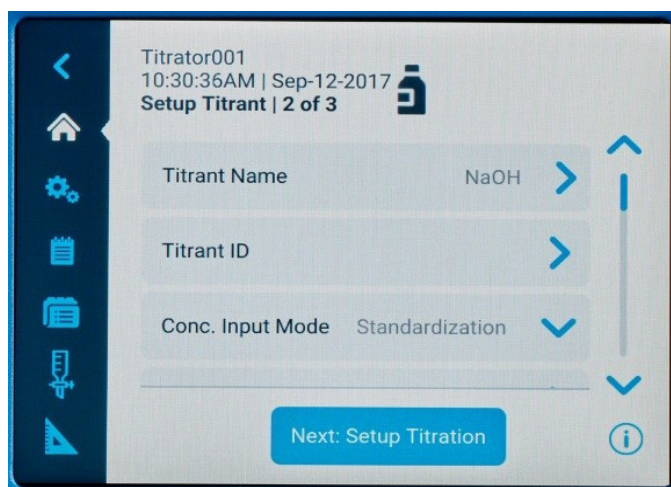 Titrator001
10:30:36AM | Sep-12-2017
Setup Titrant | 2 of 3
Titrant Name NaOH
Titrant ID
Conc. Input Mode Standardization
Next: Setup Titration
i